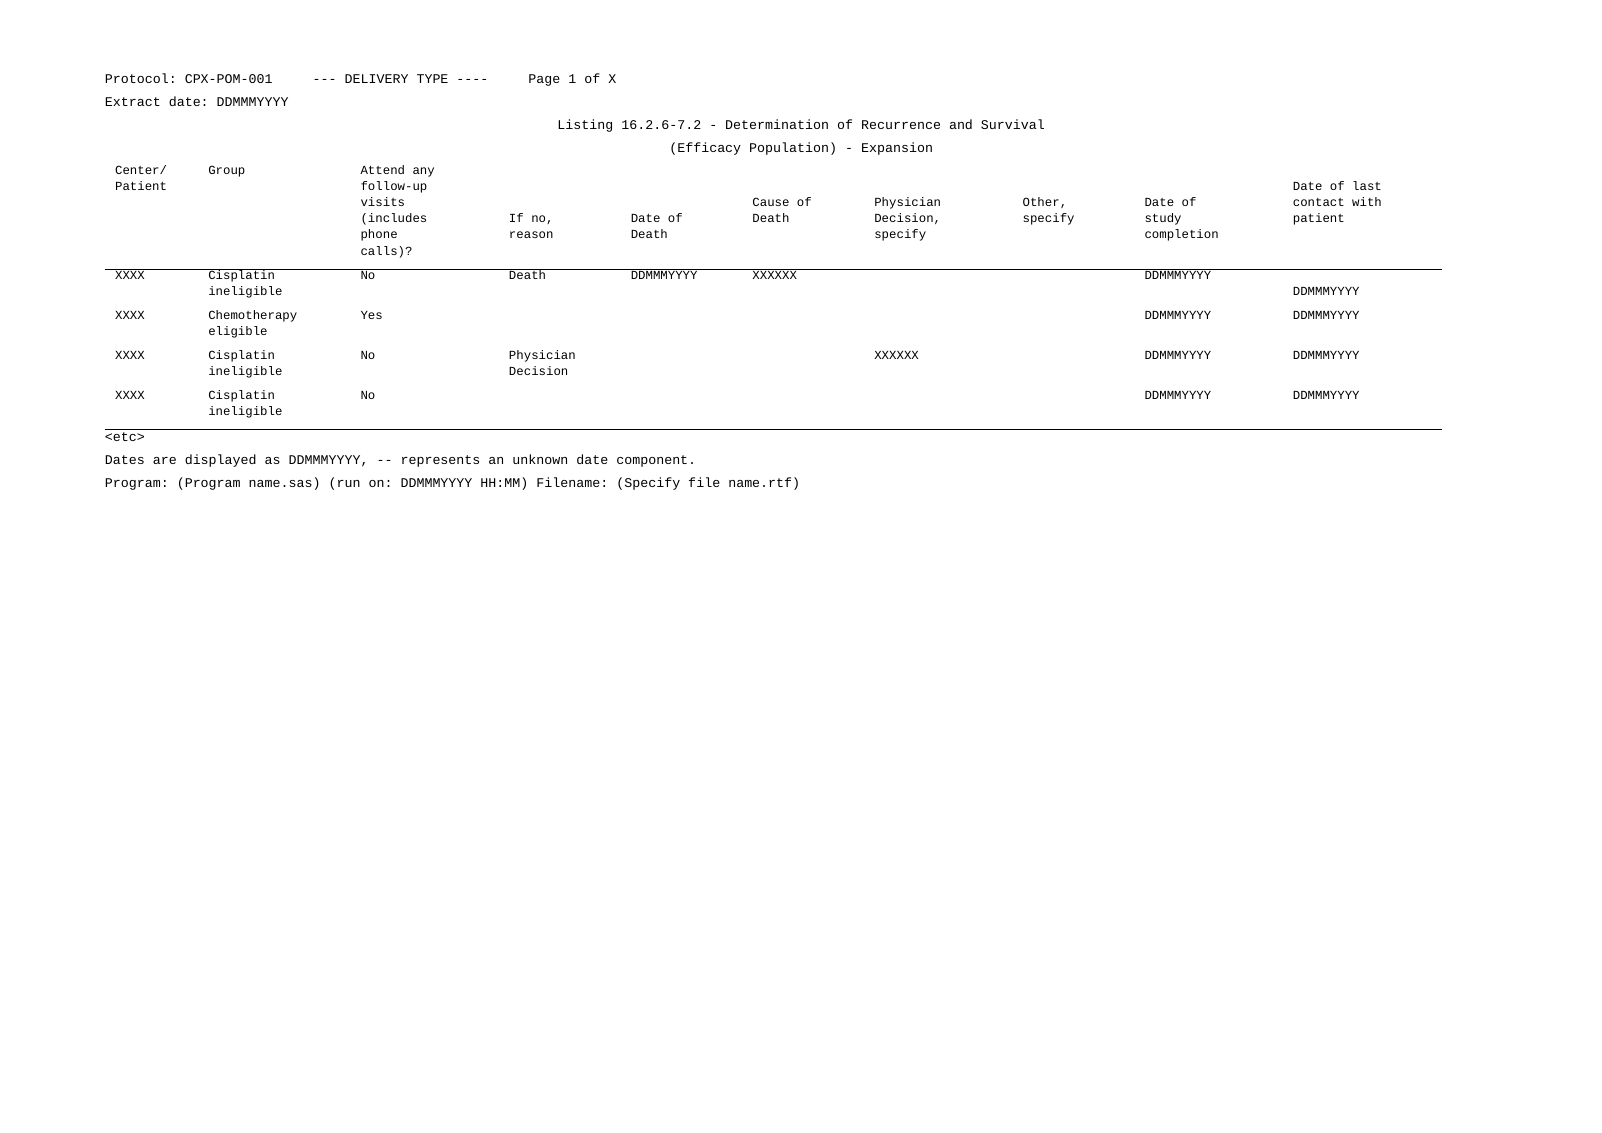 Protocol: CPX-POM-001 --- DELIVERY TYPE ---- Page 1 of X
Extract date: DDMMMYYYY
Listing 16.2.6-7.2 - Determination of Recurrence and Survival
(Efficacy Population) - Expansion
Center/
Patient
Group
Attend any
follow-up
visits
(includes
phone
calls)?
If no,
reason
Date of
Death
Cause of
Death
Physician
Decision,
specify
Other,
specify
Date of
study
completion
Date of last
contact with
patient
XXXX Cisplatin No Death DDMMMYYYY XXXXXX DDMMMYYYY
ineligible DDMMMYYYY
XXXX Chemotherapy Yes DDMMMYYYY DDMMMYYYY
eligible
XXXX Cisplatin No Physician XXXXXX DDMMMYYYY DDMMMYYYY
ineligible Decision
XXXX Cisplatin No DDMMMYYYY DDMMMYYYY
ineligible
<etc>
Dates are displayed as DDMMMYYYY, -- represents an unknown date component.
Program: (Program name.sas) (run on: DDMMMYYYY HH:MM) Filename: (Specify file name.rtf)